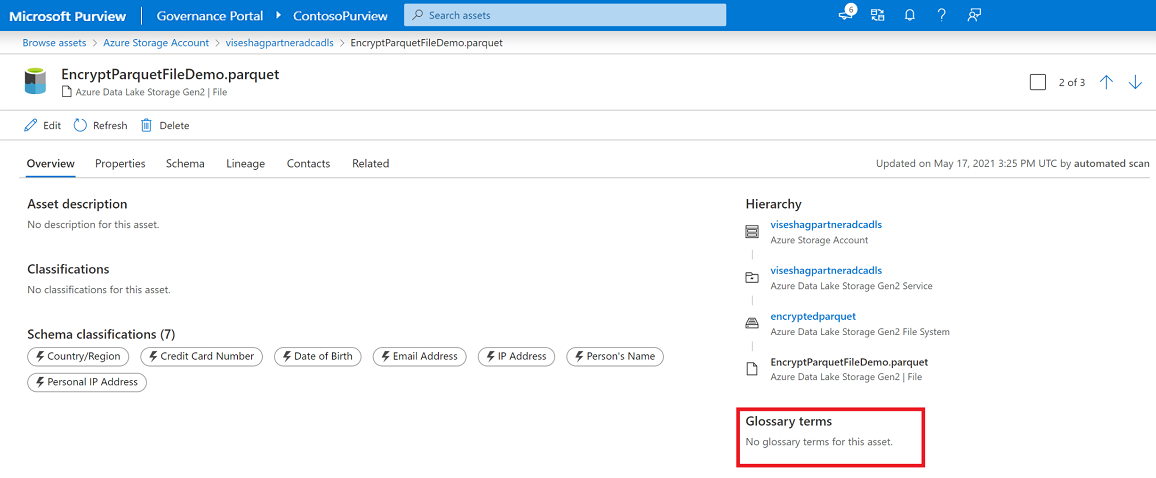 Microsoft Purview Governance Portal ContosoPurview Search assets 6
Browse assets Azure Storage Account viseshagpartneradcadls EncryptParquetFileDemo.parquet
EncryptParquetFileDemo.parquet
Azure Data Lake Storage Gen2 | File
2 of 3
Edit Refresh Delete
Overview Properties Schema Lineage Contacts Related
Updated on May 17, 2021 3:25 PM UTC by automated scan
Asset description
No description for this asset.
Classifications
No classifications for this asset.
Schema classifications (7)
Country/Region Credit Card Number Date of Birth Email Address IP Address Person's Name
Personal IP Address
Hierarchy
viseshagpartneradcadls
Azure Storage Account
viseshagpartneradcadls
Azure Data Lake Storage Gen2 Service
encryptedparquet
Azure Data Lake Storage Gen2 File System
EncryptParquetFileDemo.parquet
Azure Data Lake Storage Gen2 | File
Glossary terms
No glossary terms for this asset.